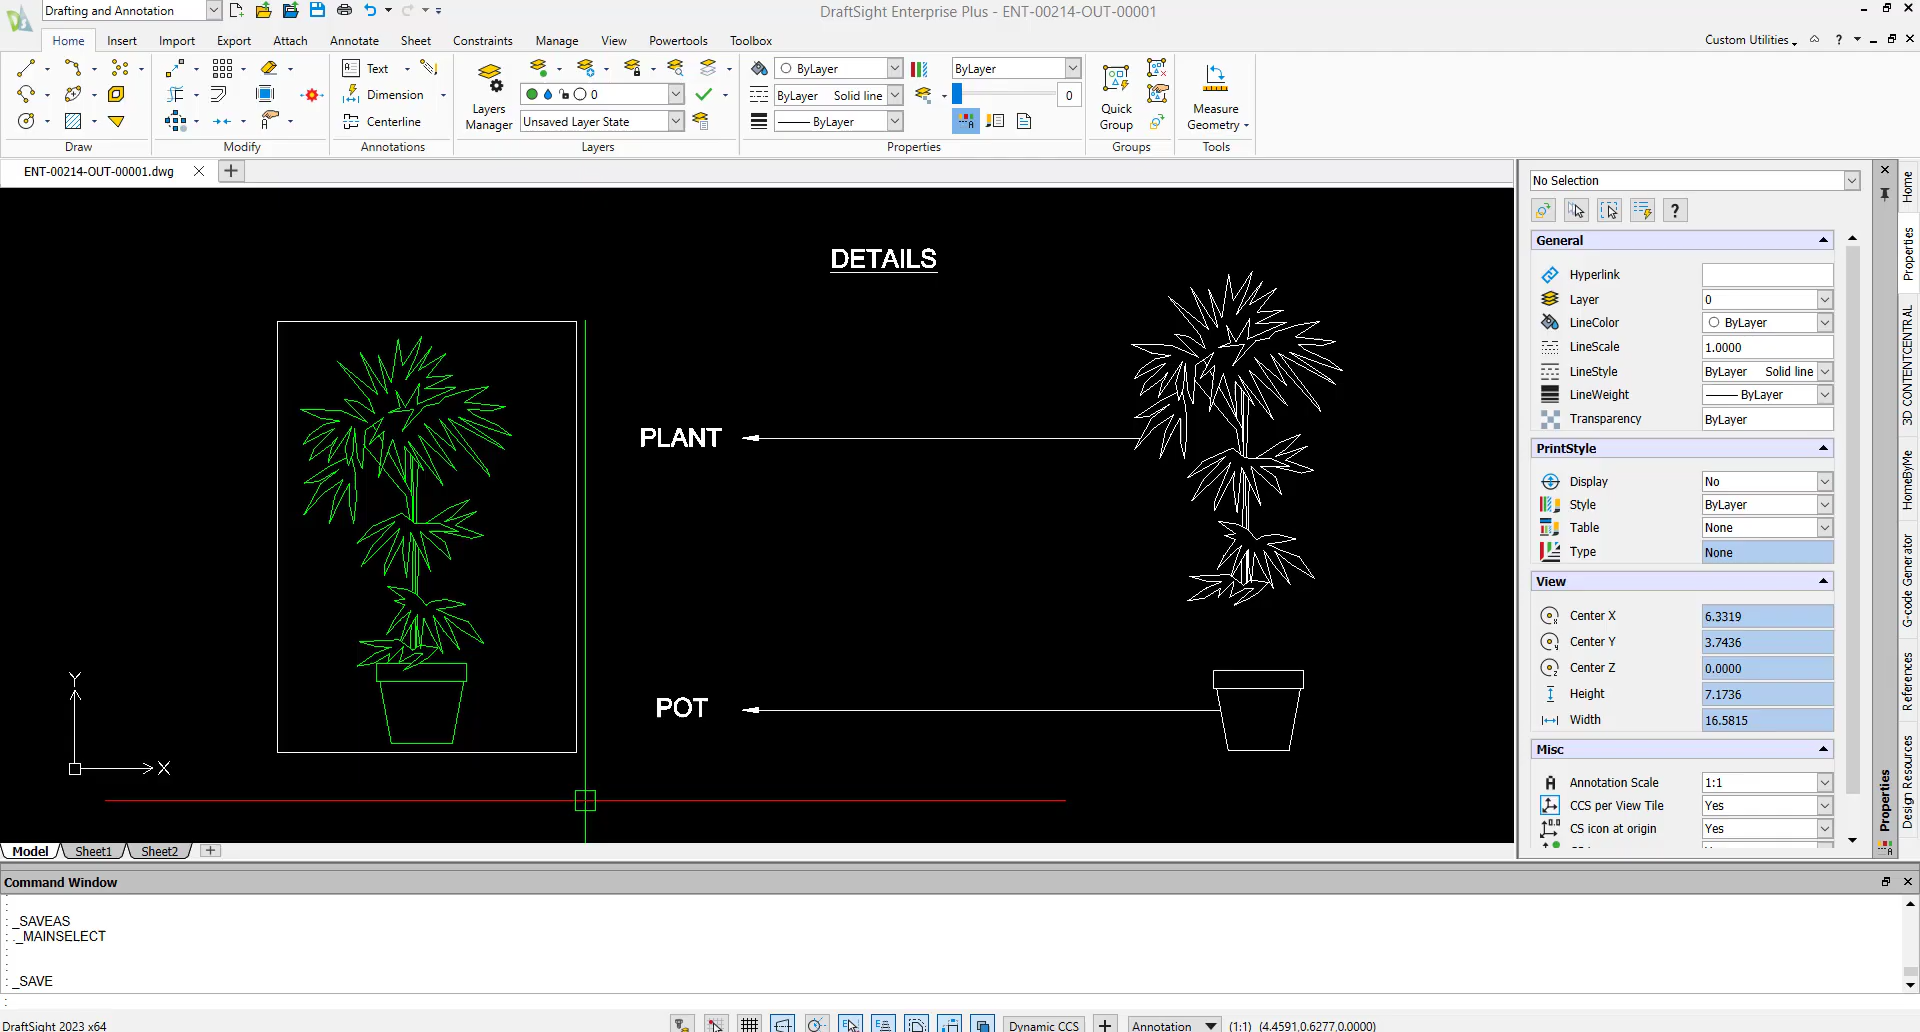 Drafting and Annotation
DraftSight Enterprise Plus - ENT-00214-OUT-00001
Home Insert Import Export Attach Annotate Sheet Constraints Manage View Powertools Toolbox
Custom Utilities ?
Text
Dimension
Centerline
Layers Manager
0
Unsaved Layer State
ByLayer
ByLayer Solid line
ByLayer
ByLayer
0
Quick Group
Measure Geometry
Draw Modify Annotations Layers Properties Groups Tools
ENT-00214-OUT-00001.dwg
DETAILS
PLANT
POT
Y
X
No Selection
?
General
Hyperlink
Layer 0
LineColor ByLayer
LineScale 1.0000
LineStyle ByLayer Solid line
LineWeight ByLayer
Transparency ByLayer
PrintStyle
Display No
Style ByLayer
Table None
Type None
View
Center X 6.3319
Center Y 3.7436
Center Z 0.0000
Height 7.1736
Width 16.5815
Misc
Annotation Scale 1:1
CCS per View Tile Yes
CS icon at origin Yes
Properties
Home
Properties
3D CONTENTCENTRAL
HomeByMe
G-code Generator
References
Design Resources
Model Sheet1 Sheet2
Command Window
:
: _SAVEAS
: ._MAINSELECT
:
:
: _SAVE
:
DraftSight 2023 x64
Dynamic CCS
Annotation
(1:1) (4.4591,0.6277,0.0000)